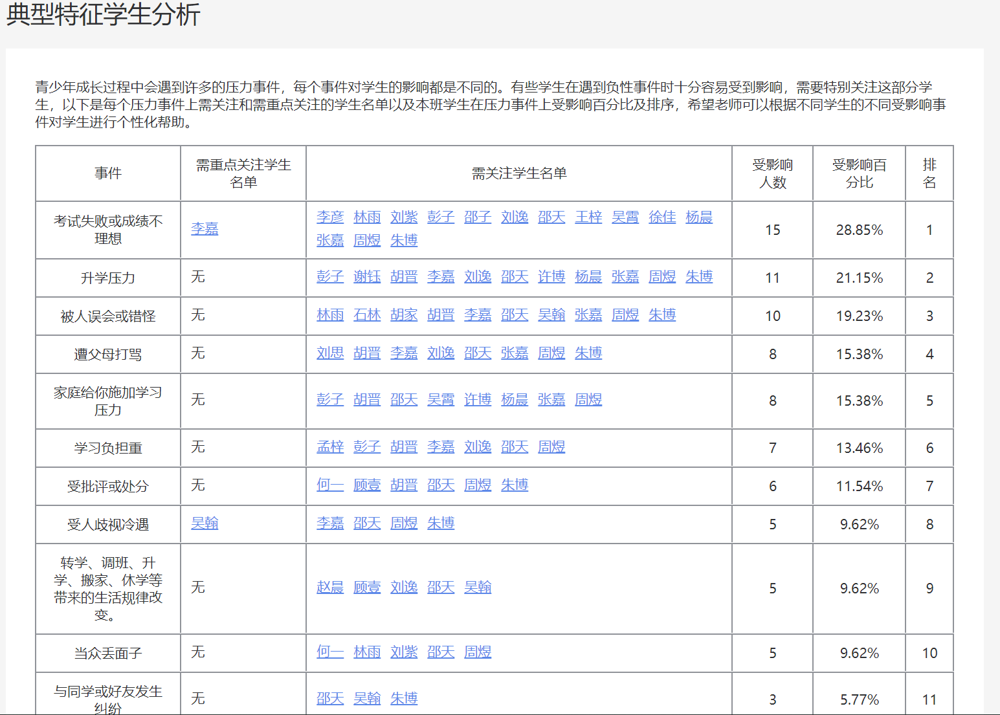 典型特征学生分析
青少年成长过程中会遇到许多的压力事件，每个事件对学生的影响都是不同的。有些学生在遇到负性事件时十分容易受到影响，需要特别关注这部分学
生，以下是每个压力事件上需关注和需重点关注的学生名单以及本班学生在压力事件上受影响百分比及排序，希望老师可以根据不同学生的不同受影响事
件对学生进行个性化帮助。
事件 需重点关注学生名单 需关注学生名单 受影响人数 受影响百分比 排名
考试失败或成绩不理想 李嘉 李彦 林雨 刘紫 彭子 邵子 刘逸 邵天 王梓 吴霄 徐佳 杨晨 张嘉 周煜 朱博 15 28.85% 1
升学压力 无 彭子 谢钰 胡晋 李嘉 刘逸 邵天 许博 杨晨 张嘉 周煜 朱博 11 21.15% 2
被人误会或错怪 无 林雨 石林 胡家 胡晋 李嘉 邵天 吴翰 张嘉 周煜 朱博 10 19.23% 3
遭父母打骂 无 刘思 胡晋 李嘉 刘逸 邵天 张嘉 周煜 朱博 8 15.38% 4
家庭给你施加学习压力 无 彭子 胡晋 邵天 吴霄 许博 杨晨 张嘉 周煜 8 15.38% 5
学习负担重 无 孟梓 彭子 胡晋 李嘉 刘逸 邵天 周煜 7 13.46% 6
受批评或处分 无 何一 顾壹 胡晋 邵天 周煜 朱博 6 11.54% 7
受人歧视冷遇 吴翰 李嘉 邵天 周煜 朱博 5 9.62% 8
转学、调班、升学、搬家、休学等带来的生活规律改变。 无 赵晨 顾壹 刘逸 邵天 吴翰 5 9.62% 9
当众丢面子 无 何一 林雨 刘紫 邵天 周煜 5 9.62% 10
与同学或好友发生纠纷 无 邵天 吴翰 朱博 3 5.77% 11